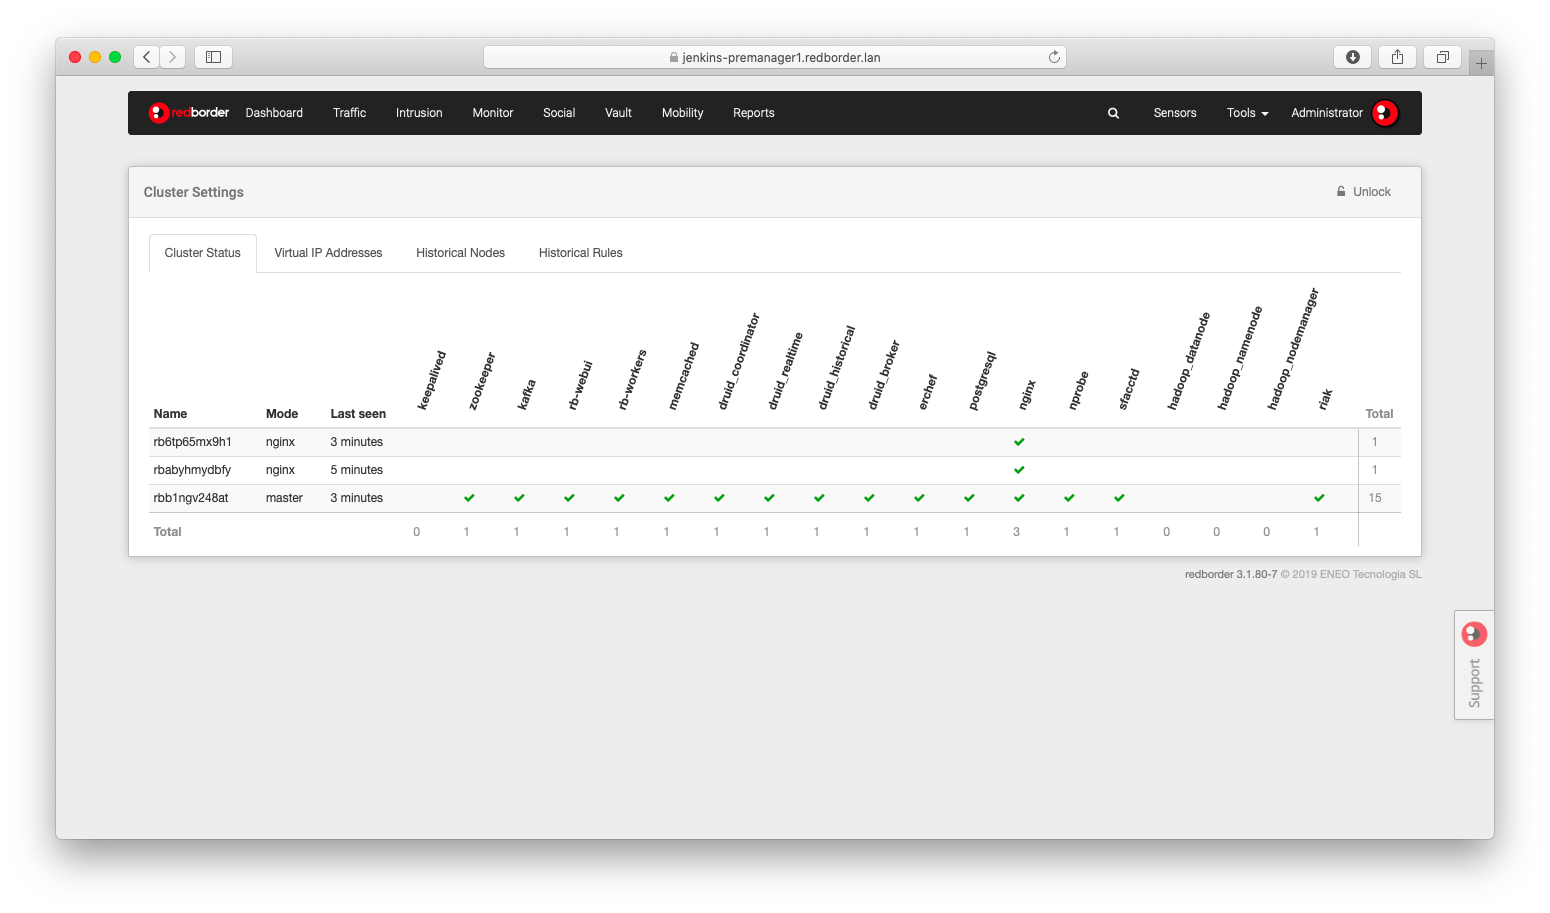 jenkins-premanager1.redborder.lan
redborder Dashboard Traffic Intrusion Monitor Social Vault Mobility Reports Sensors Tools Administrator
Cluster Settings Unlock
Cluster Status Virtual IP Addresses Historical Nodes Historical Rules
Name Mode Last seen keepalived zookeeper kafka rb-webui rb-workers memcached druid_coordinator druid_realtime druid_historical druid_broker erchef postgresql nginx nprobe sfacctd hadoop_datanode hadoop_namenode hadoop_nodemanager riak Total
rb6tp65mx9h1 nginx 3 minutes 1
rbabyhmydbfy nginx 5 minutes 1
rbb1ngv248at master 3 minutes 15
Total 0 1 1 1 1 1 1 1 1 1 1 1 3 1 1 0 0 0 1
redborder 3.1.80-7 © 2019 ENEO Tecnologia SL
Support